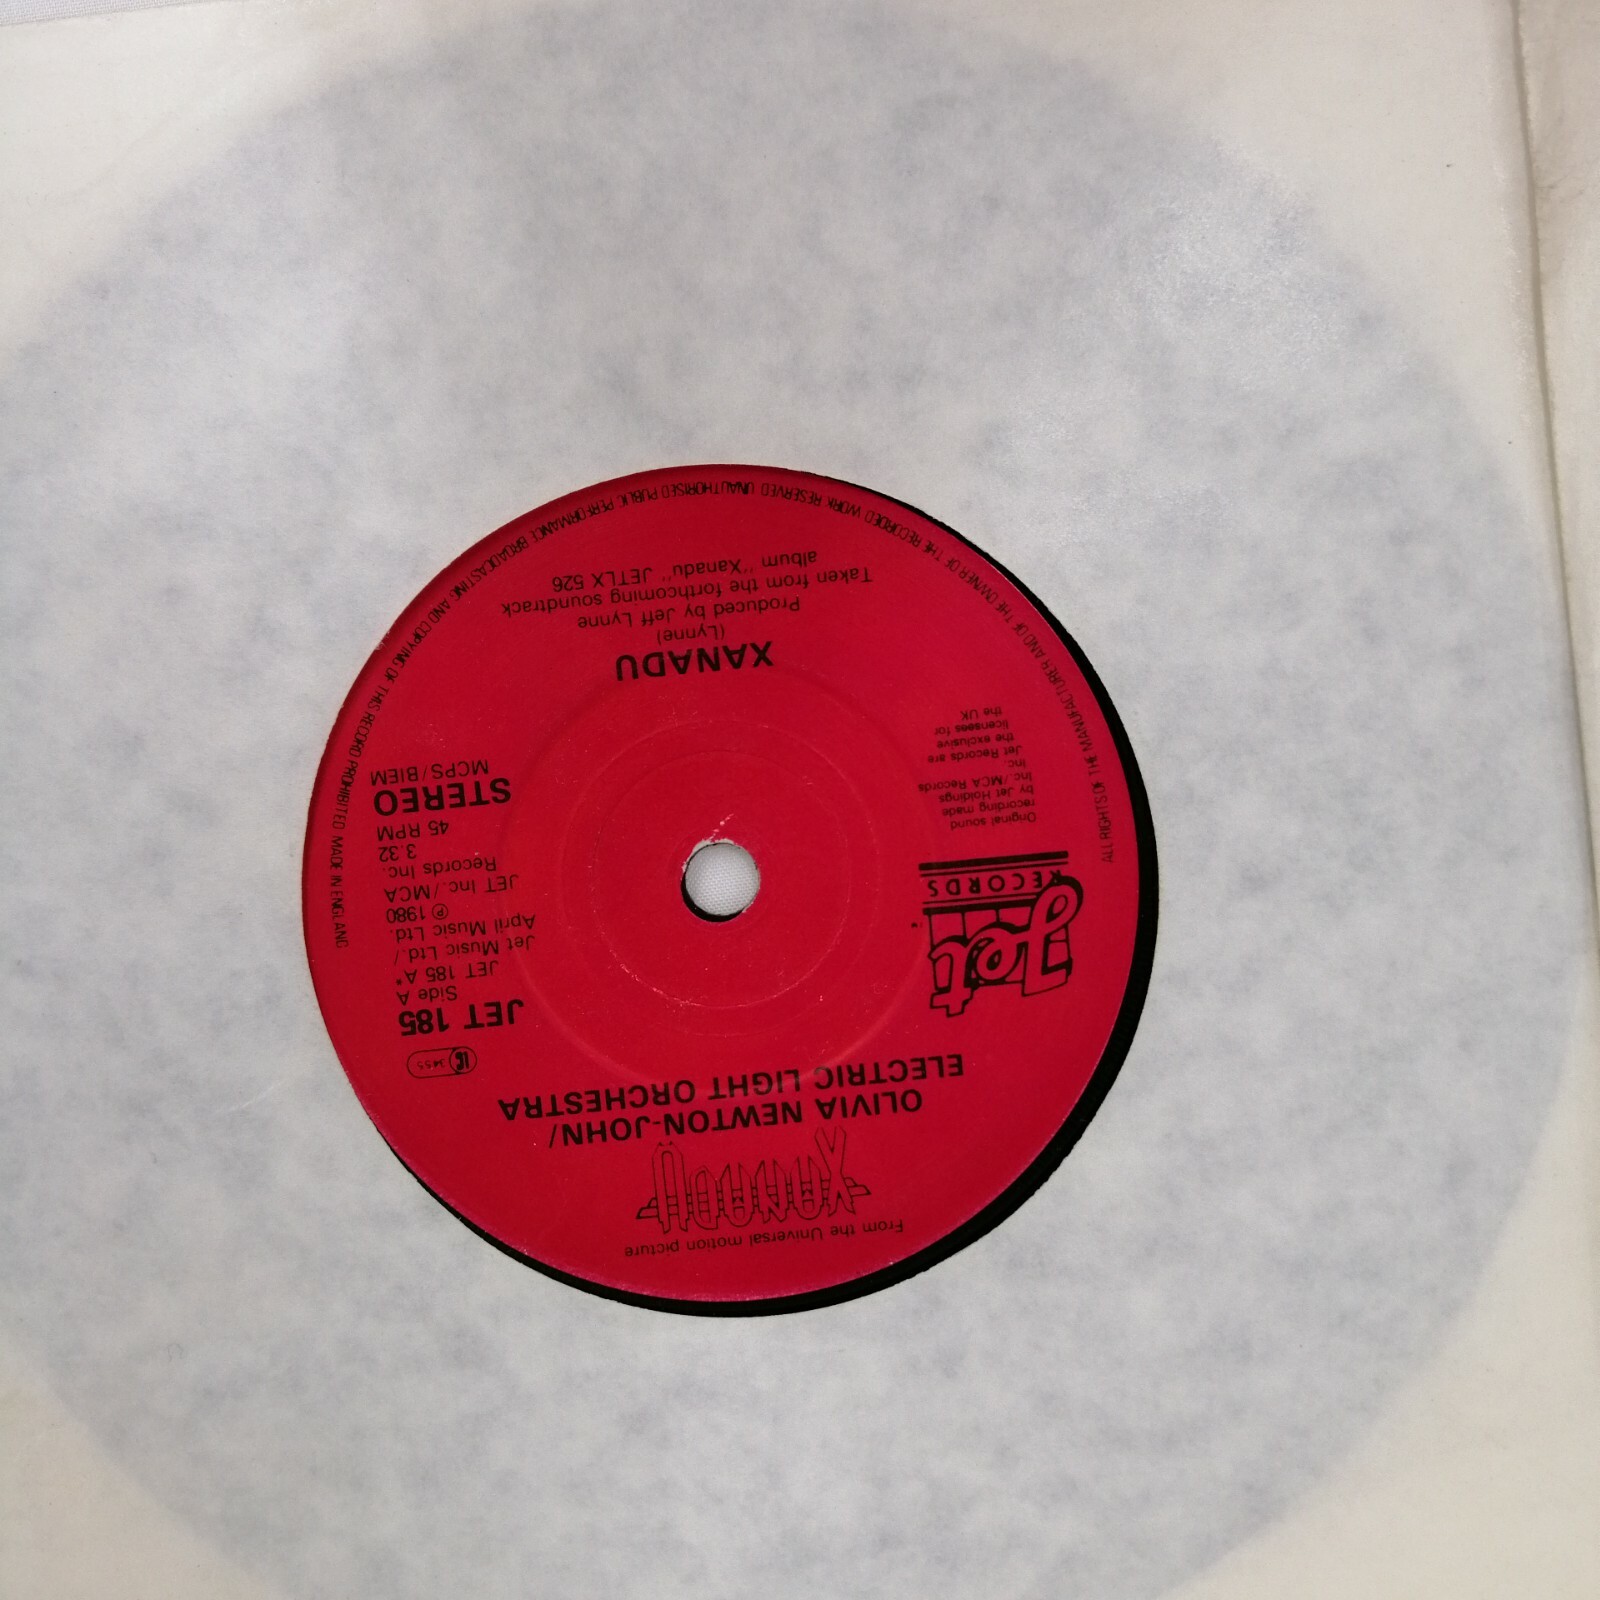 From the Universal motion picture
XANADU
OLIVIA NEWTON-JOHN/
ELECTRIC LIGHT ORCHESTRA
Jet
RECORDS
™
Original sound
recording made
by Jet Holdings
Inc./MCA Records
Inc.
Jet Records are
the exclusive
licensees for
the UK
LC 3455
JET 185
Side A
JET 185 A*
Jet Music Ltd./
April Music Ltd.
℗ 1980
JET Inc./MCA
Records Inc.
3.32
45 RPM
STEREO
MCPS/BIEM
XANADU
(Lynne)
Produced by Jeff Lynne
Taken from the forthcoming soundtrack
album "Xanadu" JETLX 526
ALL RIGHTS OF THE MANUFACTURER AND OF THE OWNER OF THE RECORDED WORK RESERVED UNAUTHORISED PUBLIC PERFORMANCE BROADCASTING AND COPYING OF THIS RECORD PROHIBITED MADE IN ENGLAND